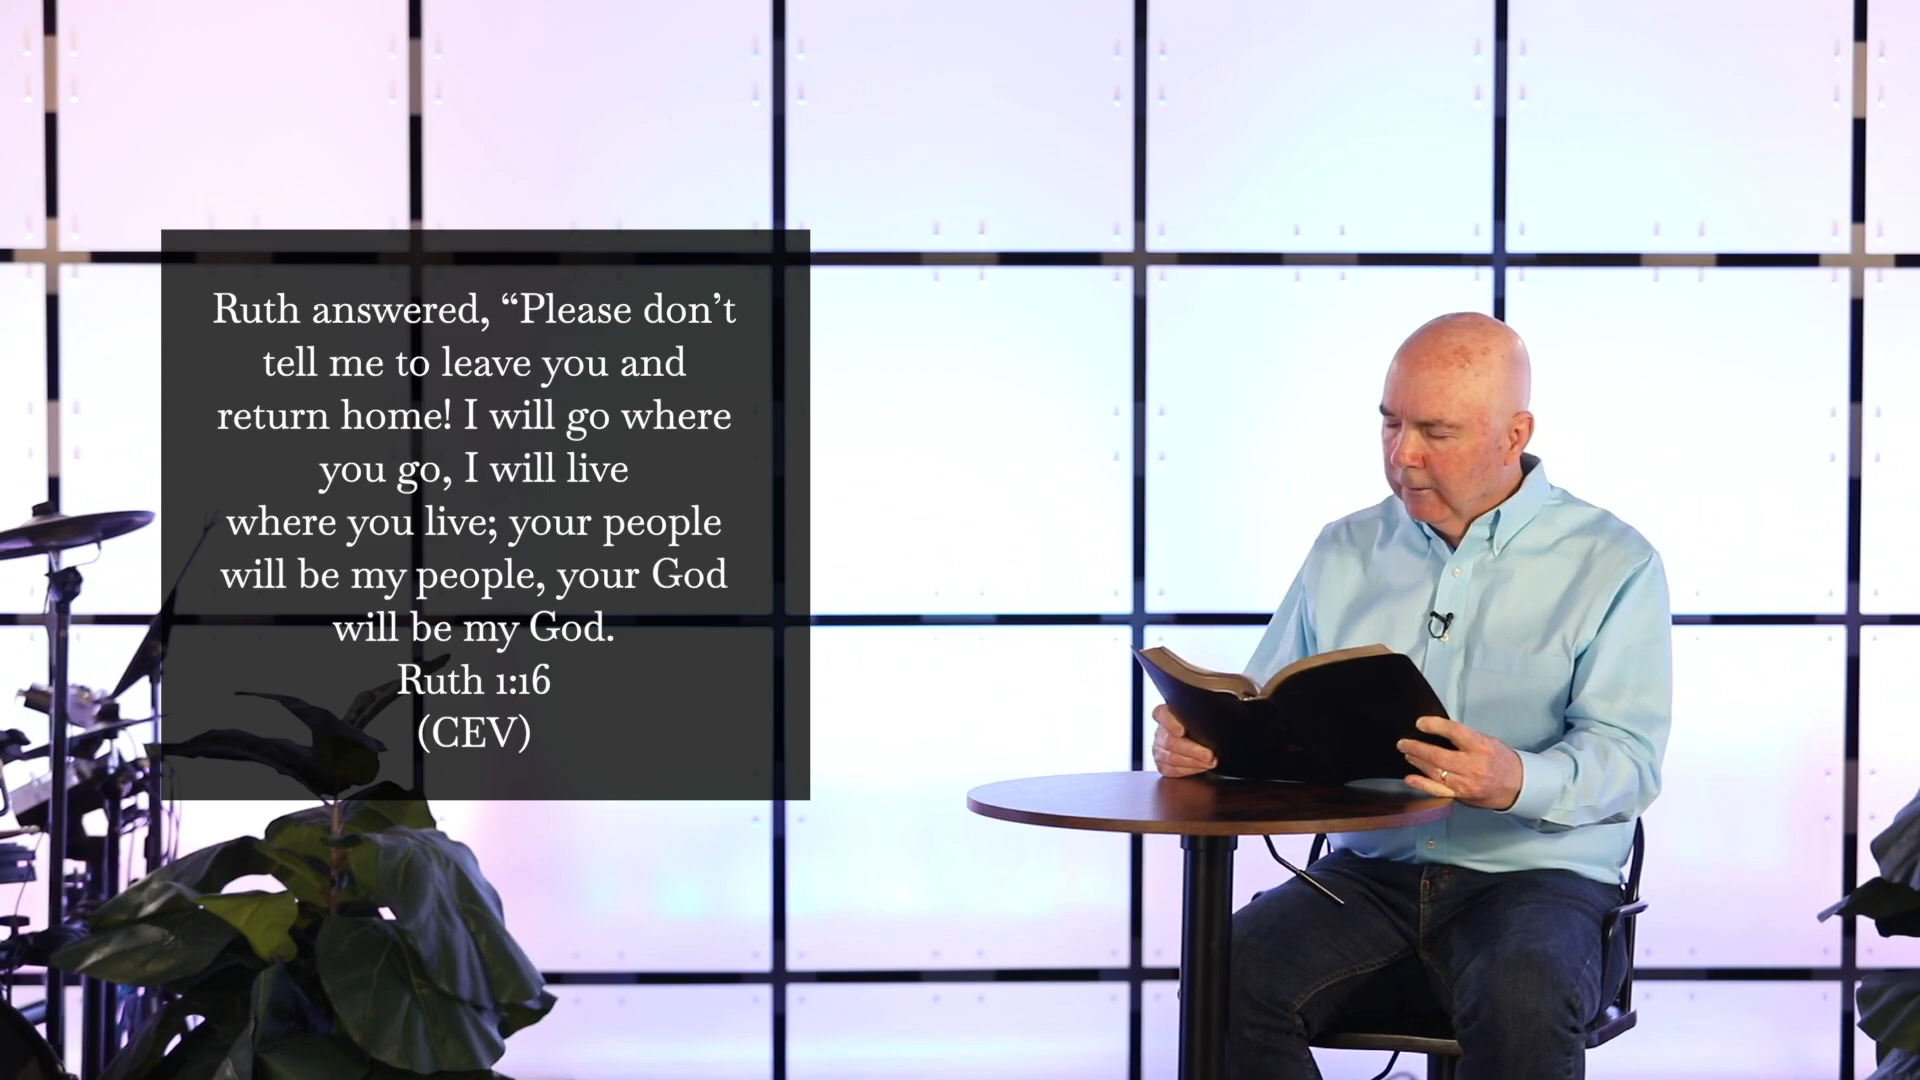 Ruth answered, “Please don’t
tell me to leave you and
return home! I will go where
you go, I will live
where you live; your people
will be my people, your God
will be my God.
Ruth 1:16
(CEV)